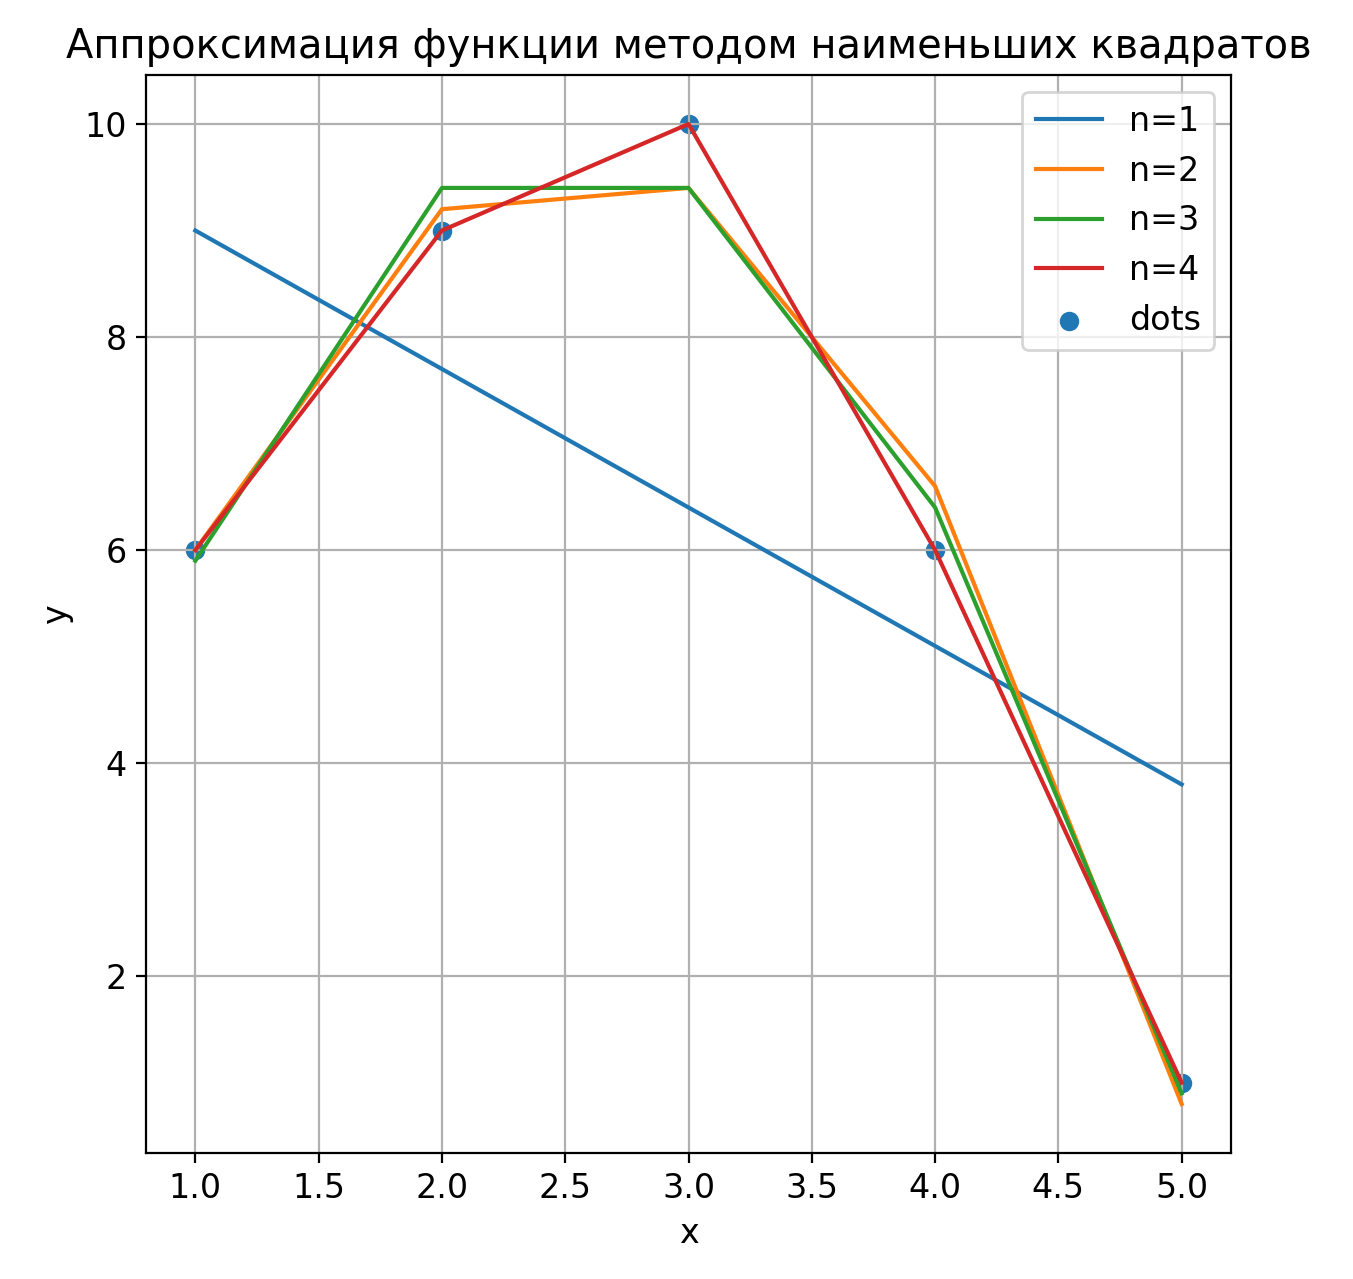 Аппроксимация функции методом наименьших квадратов
10
8
6
4
2
y
1.0 1.5 2.0 2.5 3.0 3.5 4.0 4.5 5.0
x
n=1
n=2
n=3
n=4
dots